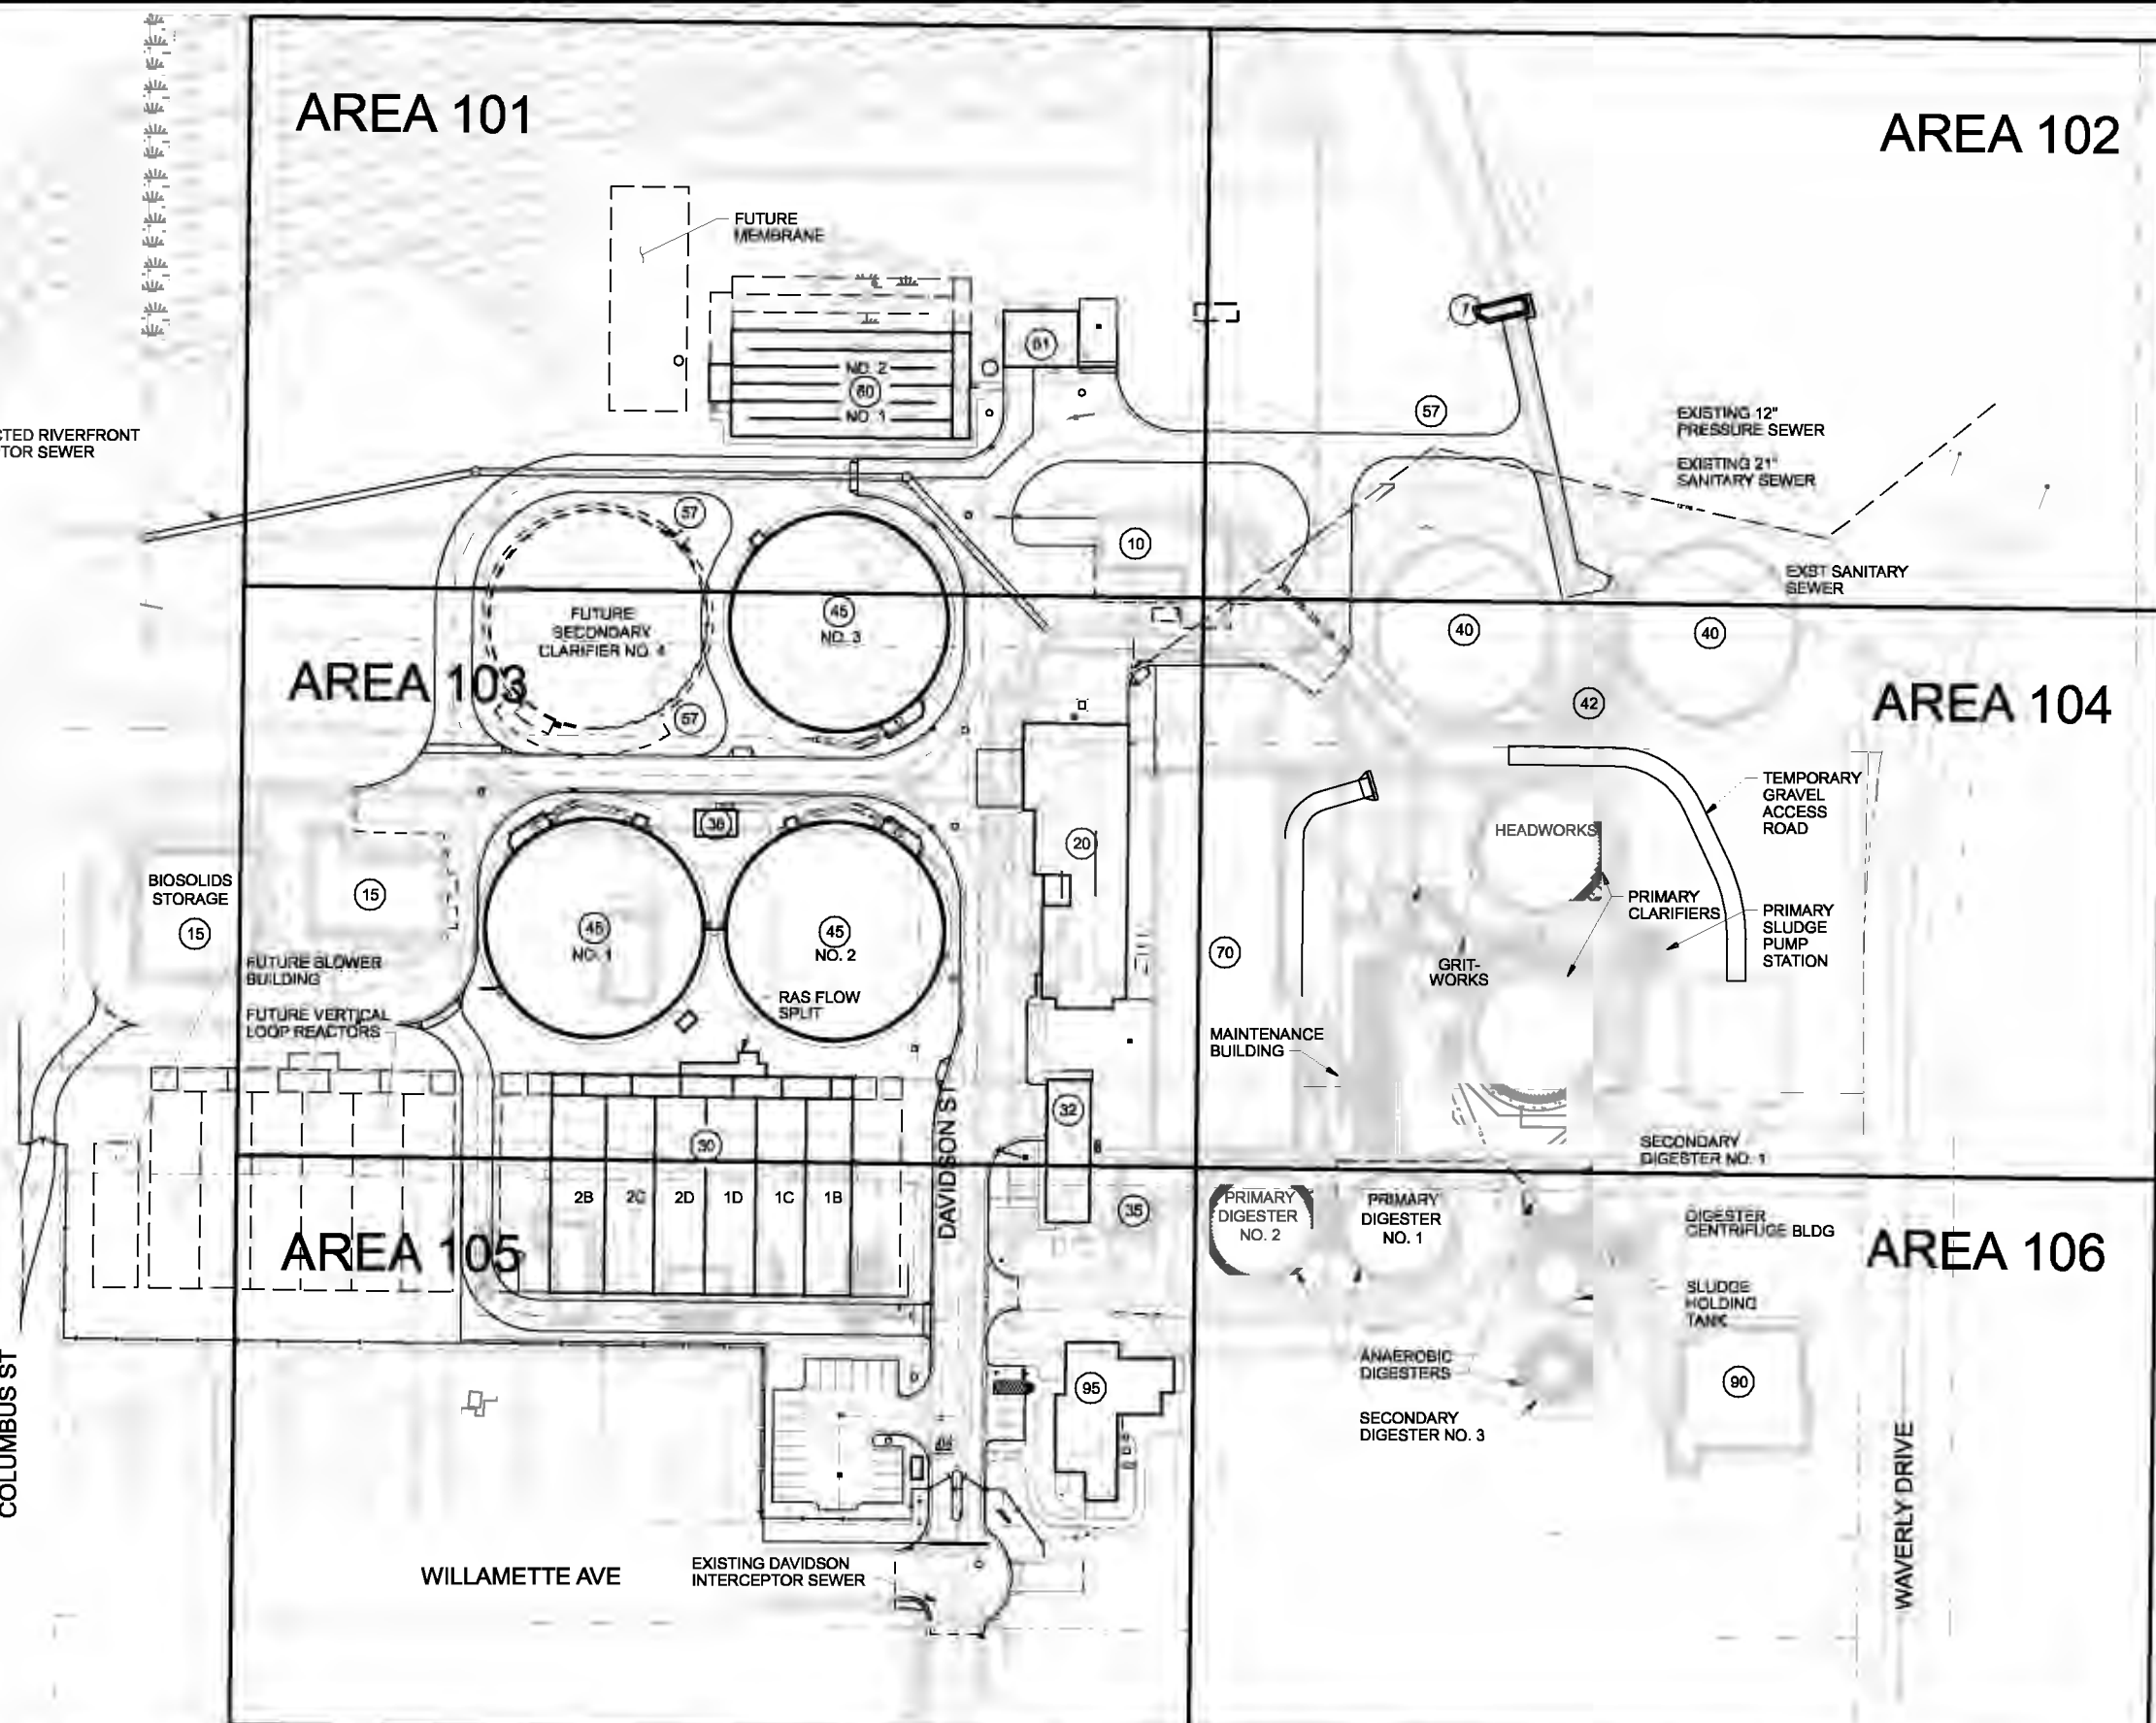 AREA 101
AREA 102
FUTURE
MEMBRANE
61
7
NO. 2
60
NO. 1
57
EXISTING 12"
PRESSURE SEWER
CTED RIVERFRONT
TOR SEWER
EXISTING 21"
SANITARY SEWER
57
10
EXST SANITARY
SEWER
FUTURE
SECONDARY
CLARIFIER NO. 4
45
NO. 3
40
40
AREA 103
57
42
AREA 104
TEMPORARY
GRAVEL
ACCESS
ROAD
38
20
HEADWORKS
BIOSOLIDS
STORAGE
15
15
PRIMARY
CLARIFIERS
PRIMARY
SLUDGE
PUMP
STATION
45
NO. 1
45
NO. 2
70
GRIT-
WORKS
FUTURE BLOWER
BUILDING
RAS FLOW
SPLIT
FUTURE VERTICAL
LOOP REACTORS
MAINTENANCE
BUILDING
DAVIDSON ST
32
30
SECONDARY
DIGESTER NO. 1
2B
2C
2D
1D
1C
1B
35
PRIMARY
DIGESTER
NO. 2
PRIMARY
DIGESTER
NO. 1
DIGESTER
CENTRIFUGE BLDG
AREA 105
AREA 106
SLUDGE
HOLDING
TANK
COLUMBUS ST
95
ANAEROBIC
DIGESTERS
90
SECONDARY
DIGESTER NO. 3
WAVERLY DRIVE
WILLAMETTE AVE
EXISTING DAVIDSON
INTERCEPTOR SEWER